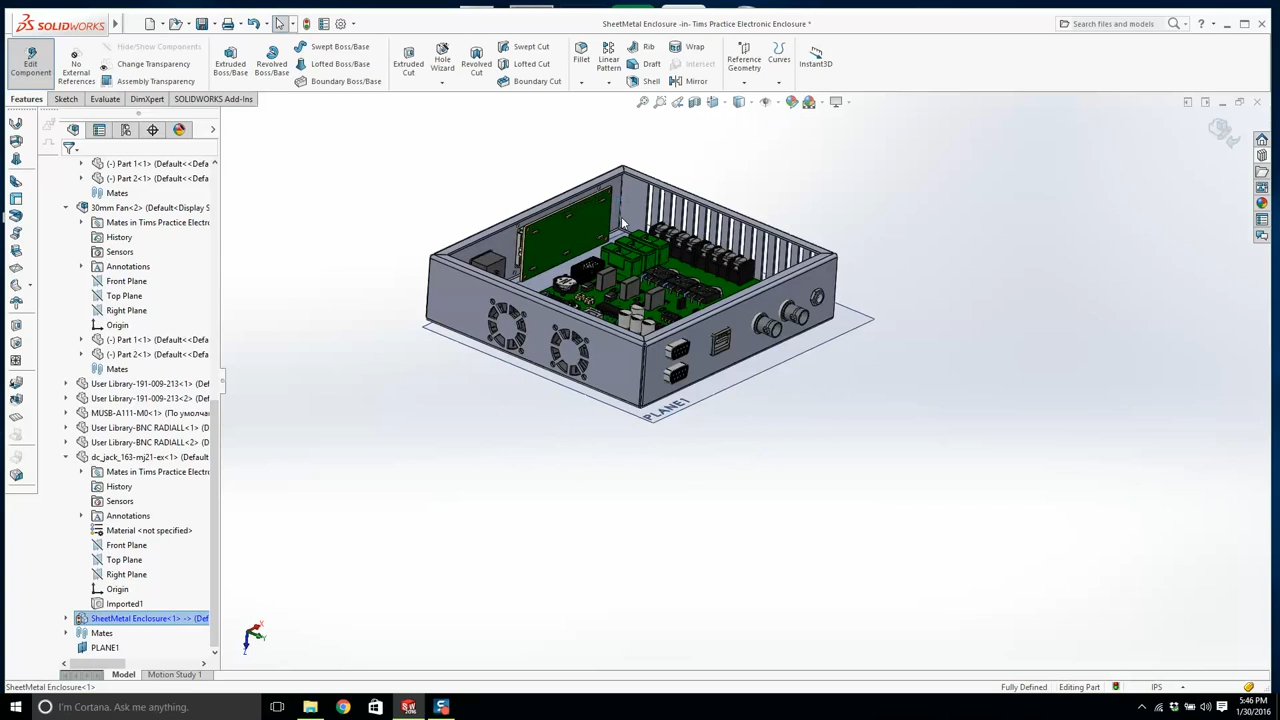 SOLIDWORKS
SheetMetal Enclosure -in- Tims Practice Electronic Enclosure *
Search files and models
Edit Component
No External References
Hide/Show Components
Change Transparency
Assembly Transparency
Extruded Boss/Base
Revolved Boss/Base
Swept Boss/Base
Lofted Boss/Base
Boundary Boss/Base
Extruded Cut
Hole Wizard
Revolved Cut
Swept Cut
Lofted Cut
Boundary Cut
Fillet
Linear Pattern
Rib
Draft
Shell
Wrap
Intersect
Mirror
Reference Geometry
Curves
Instant3D
Features
Sketch
Evaluate
DimXpert
SOLIDWORKS Add-Ins
(-) Part 1<1> (Default<<Defa
(-) Part 2<1> (Default<<Defa
Mates
30mm Fan<2> (Default<Display S
Mates in Tims Practice Electro
History
Sensors
Annotations
Front Plane
Top Plane
Right Plane
Origin
(-) Part 1<1> (Default<<Defa
(-) Part 2<1> (Default<<Defa
Mates
User Library-191-009-213<1> (Def
User Library-191-009-213<2> (Def
MUSB-A111-M0<1> (По умолчан
User Library-BNC RADIALL<1> (D
User Library-BNC RADIALL<2> (D
dc_jack_163-mj21-ex<1> (Default
Mates in Tims Practice Electro
History
Sensors
Annotations
Material <not specified>
Front Plane
Top Plane
Right Plane
Origin
Imported1
SheetMetal Enclosure<1> -> (Def
Mates
PLANE1
PLANE1
X
Y
Z
Model
Motion Study 1
SheetMetal Enclosure<1>
Fully Defined
Editing Part
IPS
I'm Cortana. Ask me anything.
5:46 PM
1/30/2016